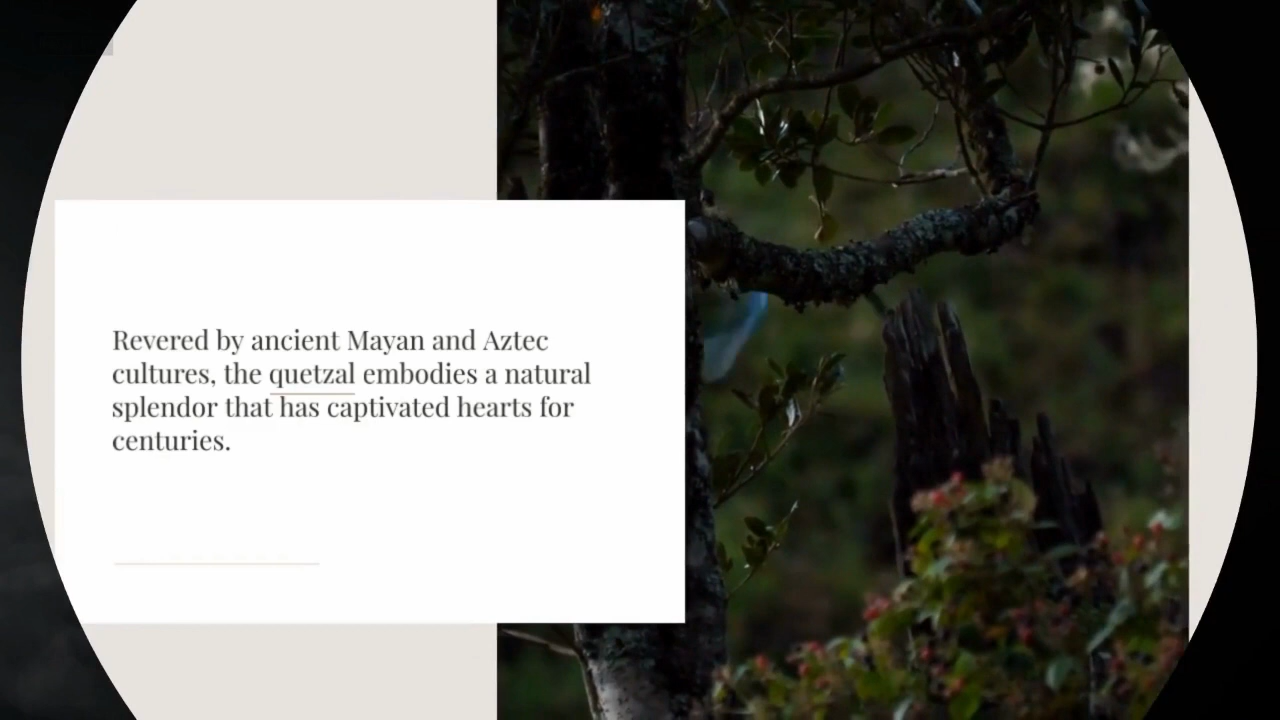 Revered by ancient Mayan and Aztec
cultures, the quetzal embodies a natural
splendor that has captivated hearts for
centuries.